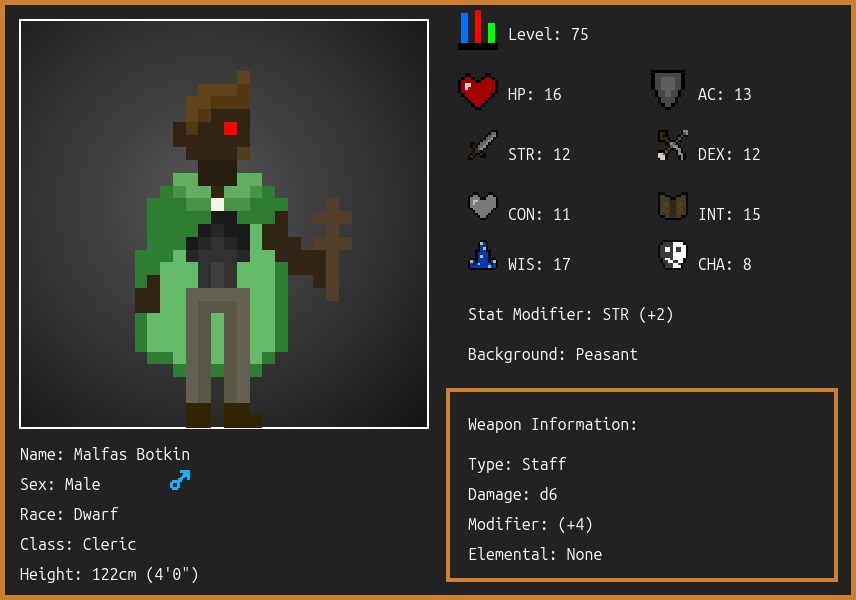 Level: 75
HP: 16
AC: 13
STR: 12
DEX: 12
CON: 11
INT: 15
WIS: 17
CHA: 8
Stat Modifier: STR (+2)
Background: Peasant
Weapon Information:
Type: Staff
Damage: d6
Modifier: (+4)
Elemental: None
Name: Malfas Botkin
Sex: Male
Race: Dwarf
Class: Cleric
Height: 122cm (4'0")